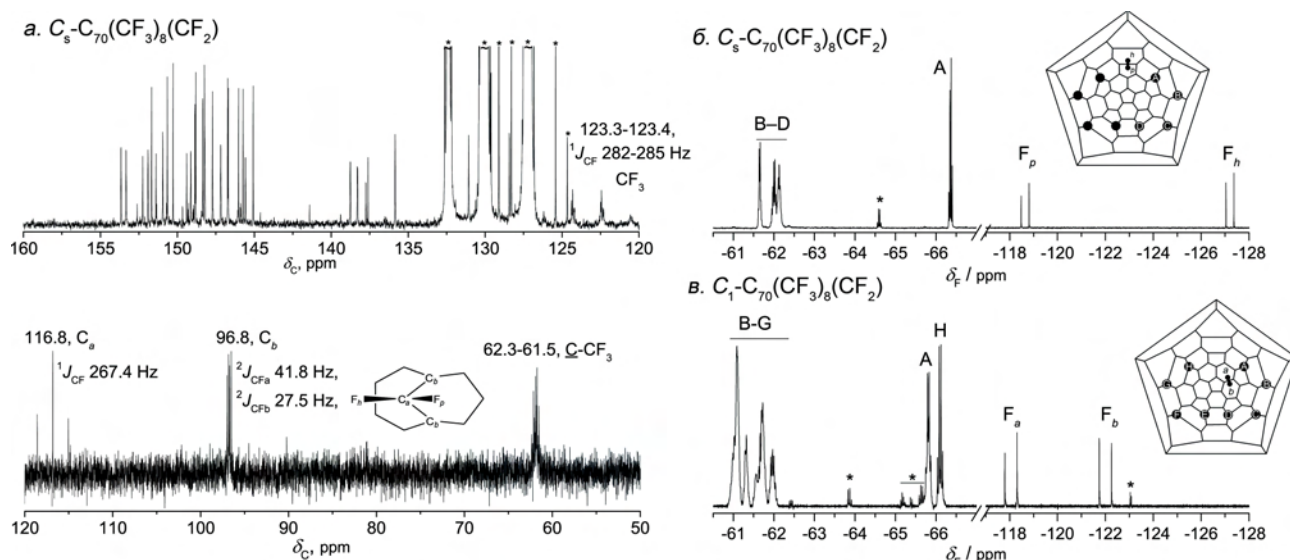 а. Cs-C70(CF3)8(CF2)
* * * * * * *
123.3-123.4,
*
¹JCF 282-285 Hz
CF3
160 155 150 145 140 135 130 125 120
δC, ppm
116.8, Ca
¹JCF 267.4 Hz
96.8, Cb
²JCFa 41.8 Hz,
²JCFb 27.5 Hz,
Cb
Fh Ca Fp
Cb
62.3-61.5, C-CF3
120 110 100 90 80 70 60 50
δC, ppm
б. Cs-C70(CF3)8(CF2)
B–D
*
A
Fp
Fh
h
p
A
B
C
D
-61 -62 -63 -64 -65 -66 -118 -120 -122 -124 -126 -128
δF / ppm
в. C1-C70(CF3)8(CF2)
B-G
*
*
A
H
Fa
Fb
*
a
b
H A
G B
F E D C
-61 -62 -63 -64 -65 -66 -118 -120 -122 -124 -126 -128